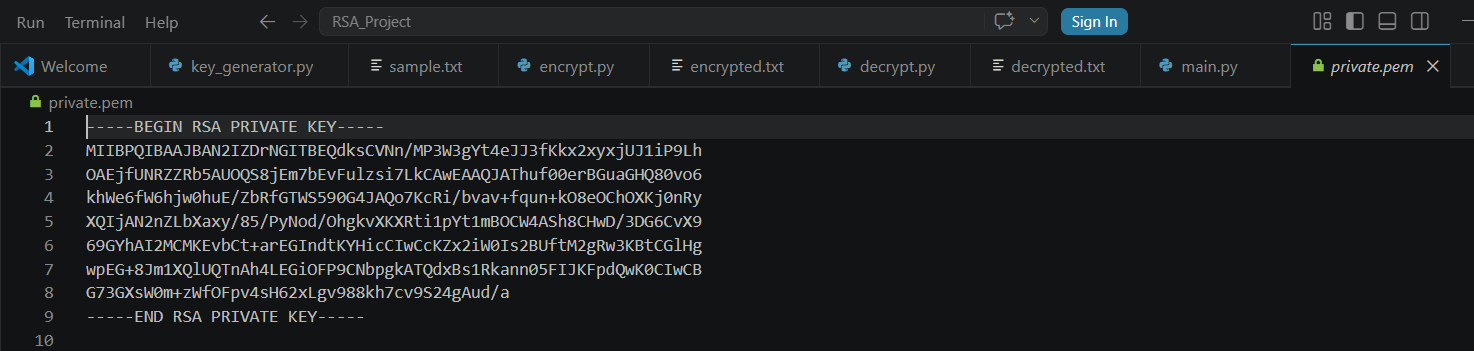 Run Terminal Help RSA_Project Sign In
Welcome key_generator.py sample.txt encrypt.py encrypted.txt decrypt.py decrypted.txt main.py private.pem
private.pem
1 -----BEGIN RSA PRIVATE KEY-----
2 MIIBPQIBAAJBAN2IZDrNGITBEQdksCVNn/MP3W3gYt4eJJ3fKkx2xyxjUJ1iP9Lh
3 OAEjfUNRZZRb5AUOQS8jEm7bEvFulzsi7LkCAwEAAQJAThuf00erBGuaGHQ80vo6
4 khWe6fW6hjw0huE/ZbRfGTWS590G4JAQo7KcRi/bvav+fqun+kO8eOChOXKj0nRy
5 XQIjAN2nZLbXaxy/85/PyNod/OhgkvXKXRti1pYt1mBOCW4ASh8CHwD/3DG6CvX9
6 69GYhAI2MCMKEvbCt+arEGIndtKYHicCIwCcKZx2iW0Is2BUftM2gRw3KBtCGlHg
7 wpEG+8Jm1XQlUQTnAh4LEGiOFP9CNbpgkATQdxBs1Rkann05FIJKFpdQwK0CIwCB
8 G73GXsW0m+zWfOFpv4sH62xLgv988kh7cv9S24gAud/a
9 -----END RSA PRIVATE KEY-----
10